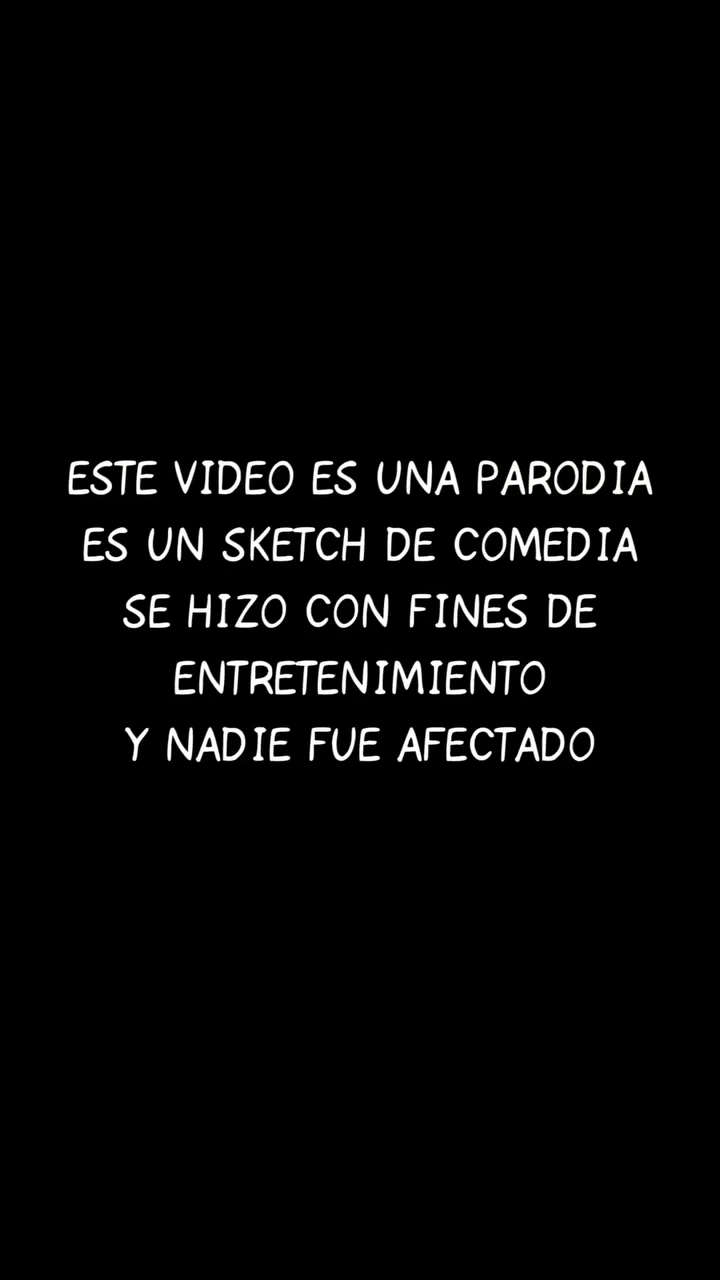 ESTE VIDEO ES UNA PARODIA
ES UN SKETCH DE COMEDIA
SE HIZO CON FINES DE
ENTRETENIMIENTO
Y NADIE FUE AFECTADO